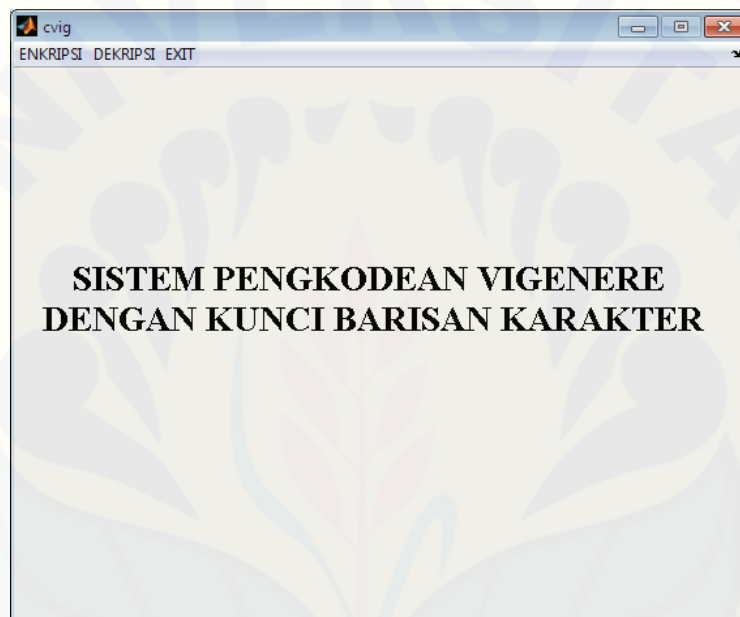 cvig
ENKRIPSI DEKRIPSI EXIT
SISTEM PENGKODEAN VIGENERE
DENGAN KUNCI BARISAN KARAKTER